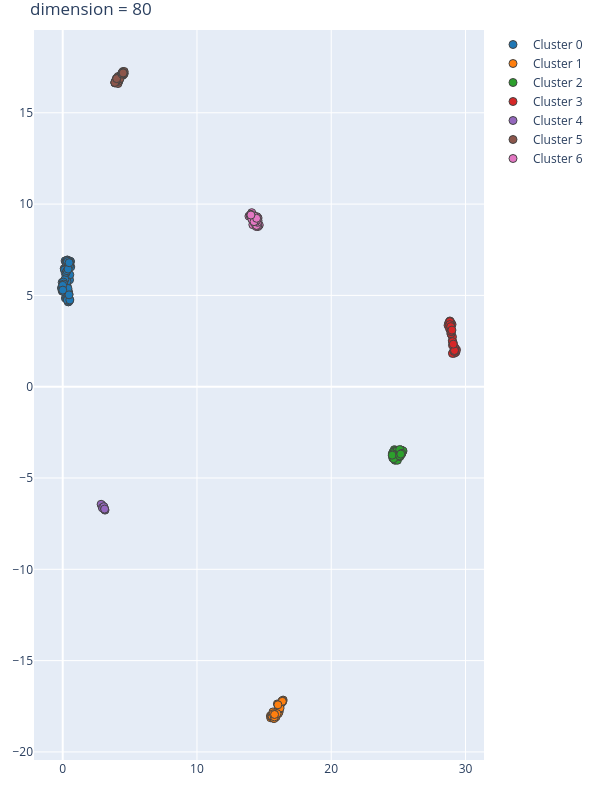 dimension = 80
Cluster 0
Cluster 1
Cluster 2
Cluster 3
Cluster 4
Cluster 5
Cluster 6
15
10
5
0
−5
−10
−15
−20
0 10 20 30